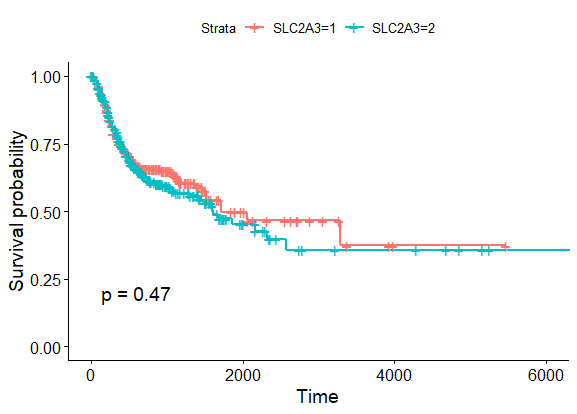 Strata SLC2A3=1 SLC2A3=2
Survival probability
1.00
0.75
0.50
0.25
0.00
p = 0.47
0 2000 4000 6000
Time